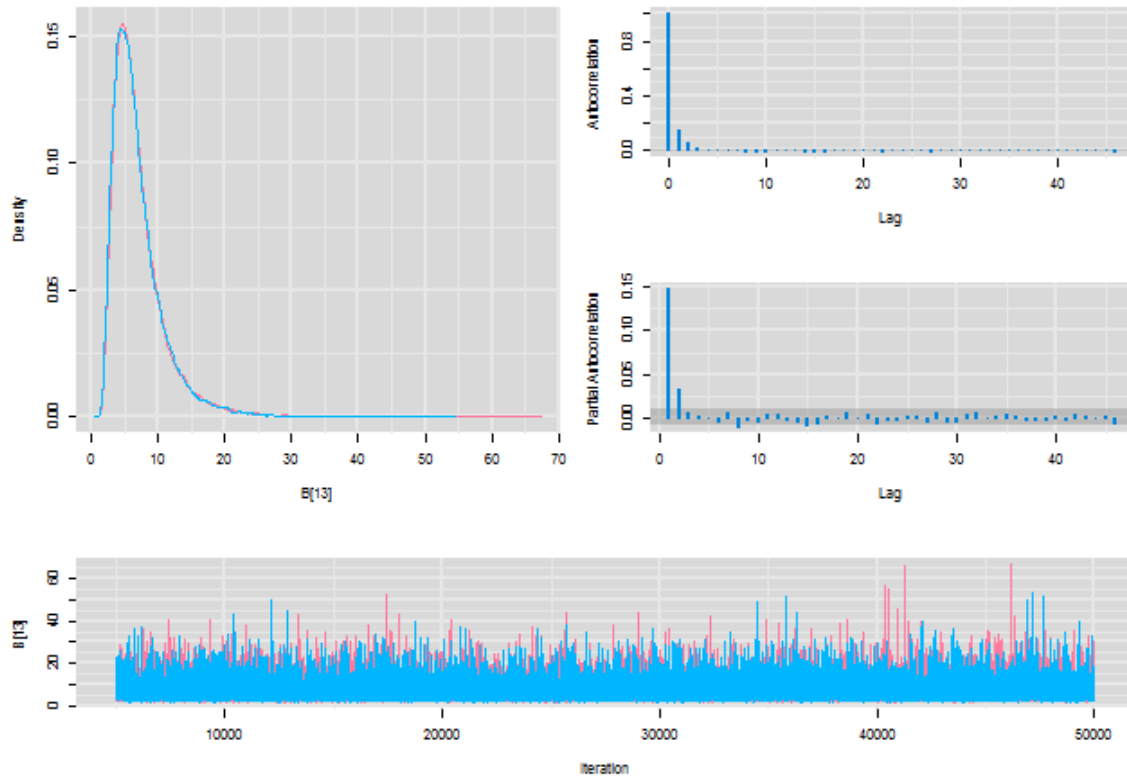 Density
0.00 0.05 0.10 0.15
0 10 20 30 40 50 60 70
B[13]
Autocorrelation
0.0 0.4 0.8
0 10 20 30 40
Lag
Partial Autocorrelation
0.00 0.05 0.10 0.15
0 10 20 30 40
Lag
B[13]
0 20 40 60
10000 20000 30000 40000 50000
Iteration